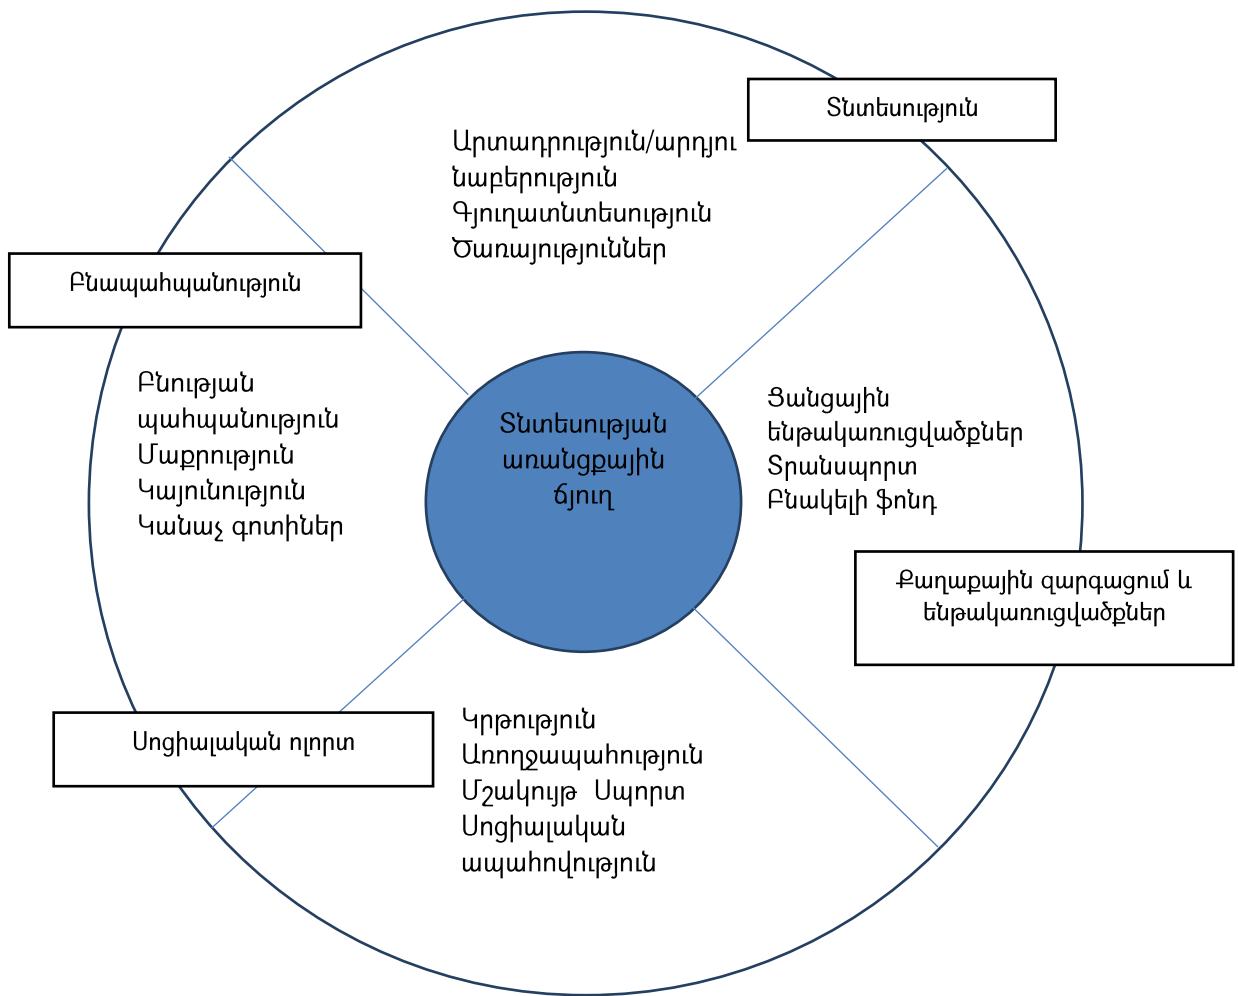 Տնտեսություն
Արտադրություն/արդյու
նաբերություն
Գյուղատնտեսություն
Ծառայություններ
Բնապահպանություն
Բնության
պահպանություն
Մաքրություն
Կայունություն
Կանաչ գոտիներ
Տնտեսության
առանցքային
ճյուղ
Ցանցային
ենթակառուցվածքներ
Տրանսպորտ
Բնակելի ֆոնդ
Քաղաքային զարգացում և
ենթակառուցվածքներ
Սոցիալական ոլորտ
Կրթություն
Առողջապահություն
Մշակույթ Սպորտ
Սոցիալական
ապահովություն